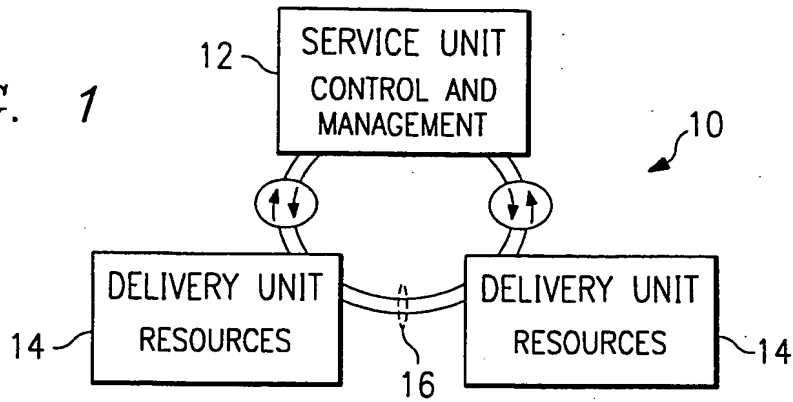 12
SERVICE UNIT
CONTROL AND
MANAGEMENT
1
10
DELIVERY UNIT
RESOURCES
14
DELIVERY UNIT
RESOURCES
14
16